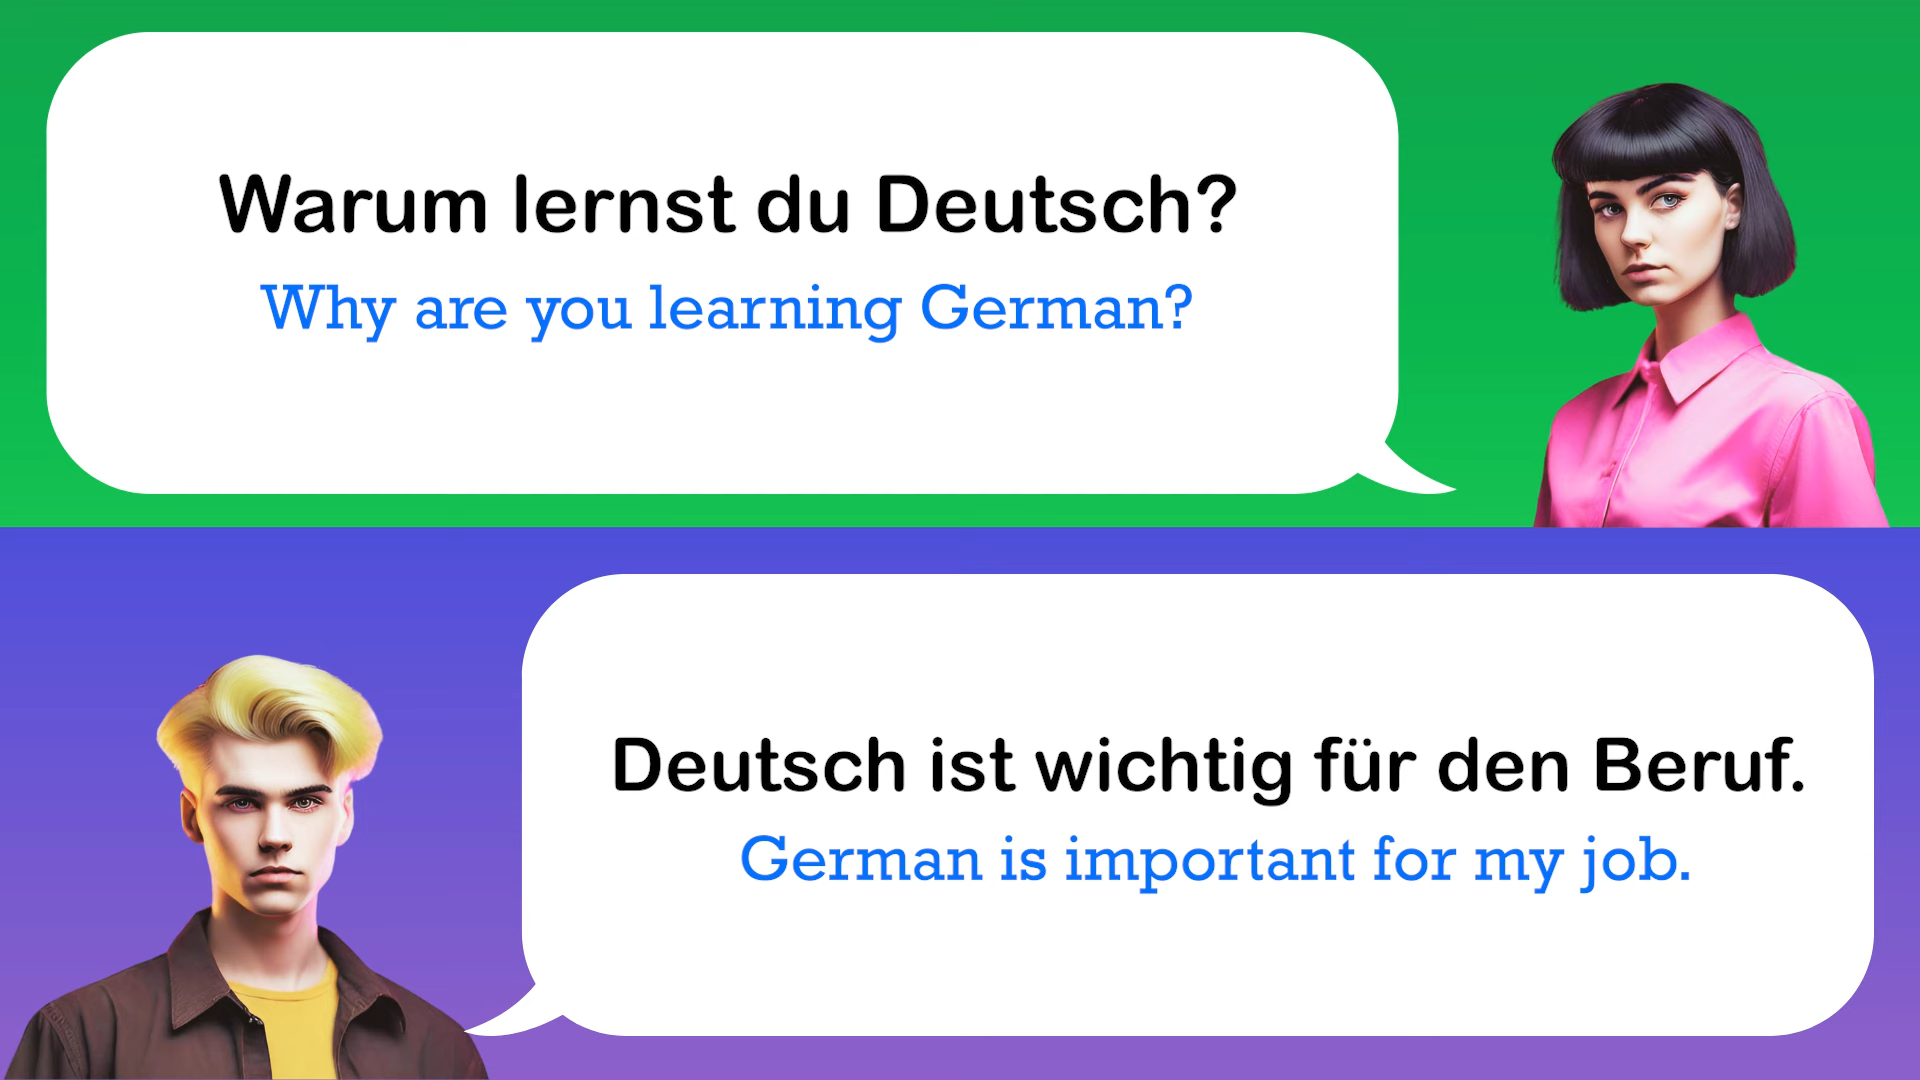 Warum lernst du Deutsch?
Why are you learning German?
Deutsch ist wichtig für den Beruf.
German is important for my job.